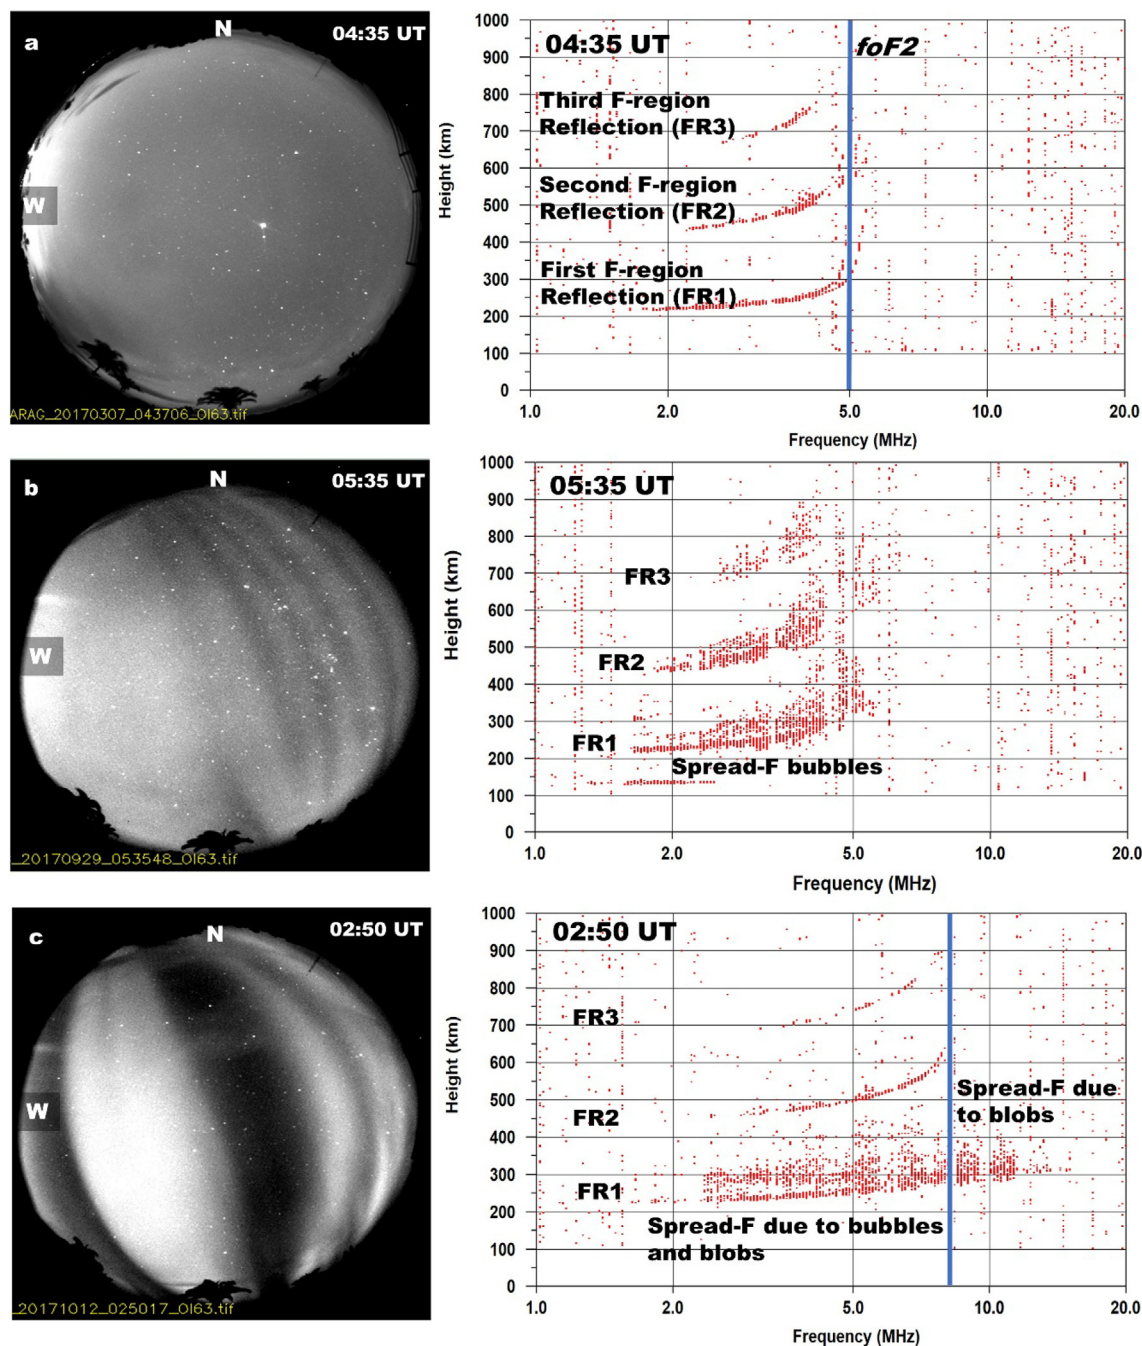 a
N
04:35 UT
W
ARAG_20170307_043706_OI63.tif
04:35 UT
foF2
Third F-region
Reflection (FR3)
Second F-region
Reflection (FR2)
First F-region
Reflection (FR1)
Height (km)
1000
900
800
700
600
500
400
300
200
100
0
1.0 2.0 5.0 10.0 20.0
Frequency (MHz)
b
N
05:35 UT
W
_20170929_053548_OI63.tif
05:35 UT
FR3
FR2
FR1
Spread-F bubbles
Height (km)
1000
900
800
700
600
500
400
300
200
100
0
1.0 2.0 5.0 10.0 20.0
Frequency (MHz)
c
N
02:50 UT
W
_20171012_025017_OI63.tif
02:50 UT
FR3
FR2
FR1
Spread-F due
to blobs
Spread-F due to bubbles
and blobs
Height (km)
1000
900
800
700
600
500
400
300
200
100
0
1.0 2.0 5.0 10.0 20.0
Frequency (MHz)